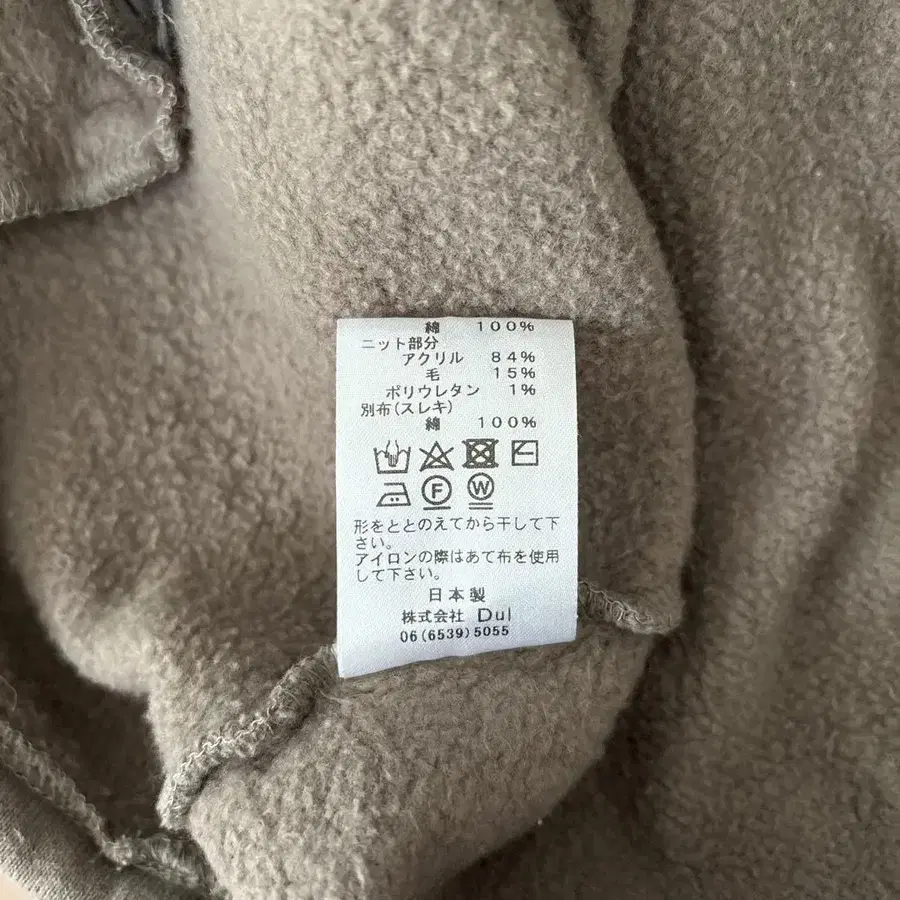 綿 100%
ニット部分
アクリル 84%
毛 15%
ポリウレタン 1%
別布(スレキ)
綿 100%
F W
形をととのえてから干して下
さい。
アイロンの際はあて布を使用
して下さい。
日本製
株式会社 Dul
06(6539)5055